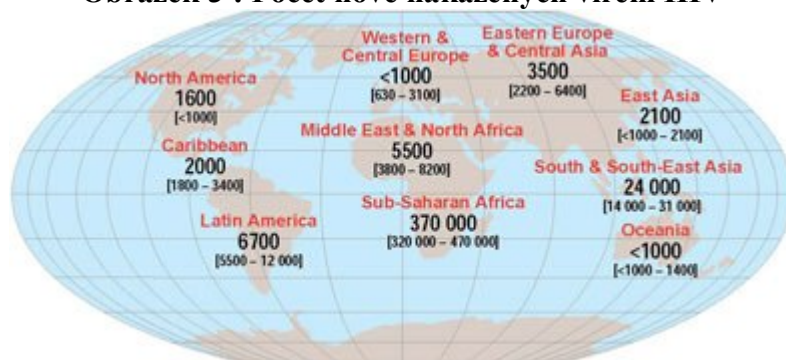 Obrázek 3 : Počet nově nakažených virem HIV
Western &
Central Europe
<1000
[630 – 3100]
Eastern Europe
& Central Asia
3500
[2200 – 6400]
North America
1600
[<1000]
East Asia
2100
[<1000 – 2100]
Middle East & North Africa
5500
[3800 – 8200]
Caribbean
2000
[1800 – 3400]
South & South-East Asia
24 000
[14 000 – 31 000]
Sub-Saharan Africa
370 000
[320 000 – 470 000]
Latin America
6700
[5500 – 12 000]
Oceania
<1000
[<1000 – 1400]